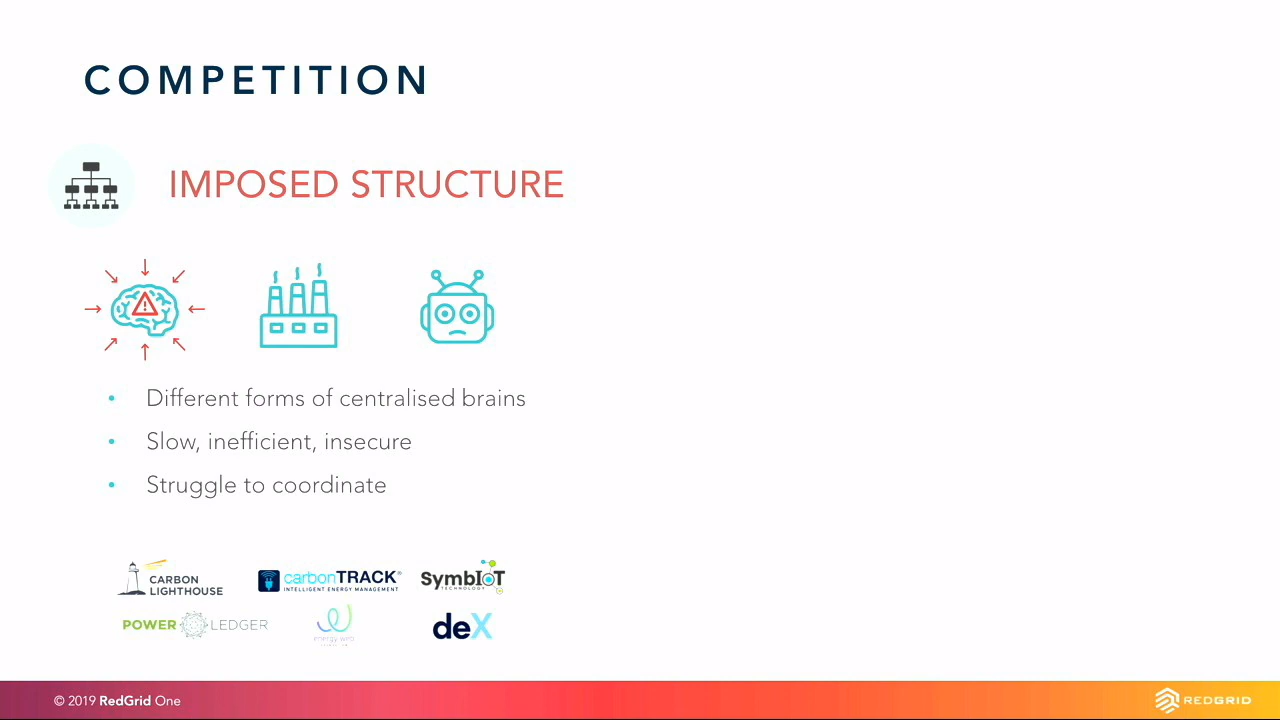 COMPETITION
IMPOSED STRUCTURE
• Different forms of centralised brains
• Slow, inefficient, insecure
• Struggle to coordinate
CARBON
LIGHTHOUSE
carbonTRACK®
INTELLIGENT ENERGY MANAGEMENT
SymbIoT
TECHNOLOGY
POWER LEDGER
energy web
deX
© 2019 RedGrid One
REDGRID